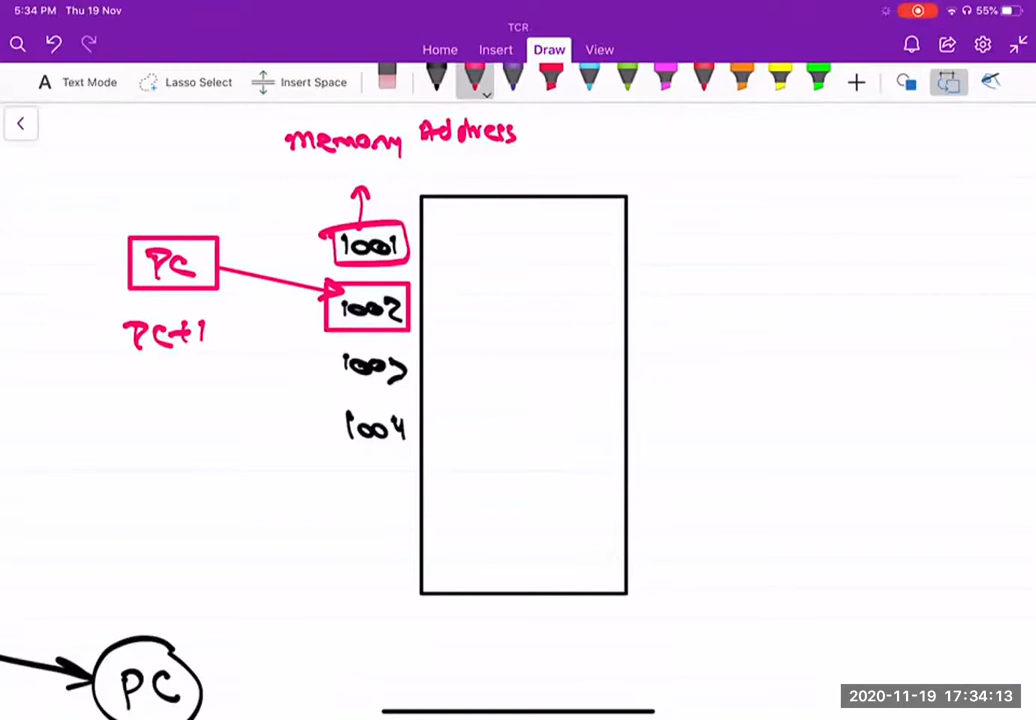 5:34 PM Thu 19 Nov
55%
TCR
Home Insert Draw View
A Text Mode Lasso Select Insert Space
memory Address
1001
PC
1002
PC+1
1003
1004
PC
2020-11-19 17:34:13